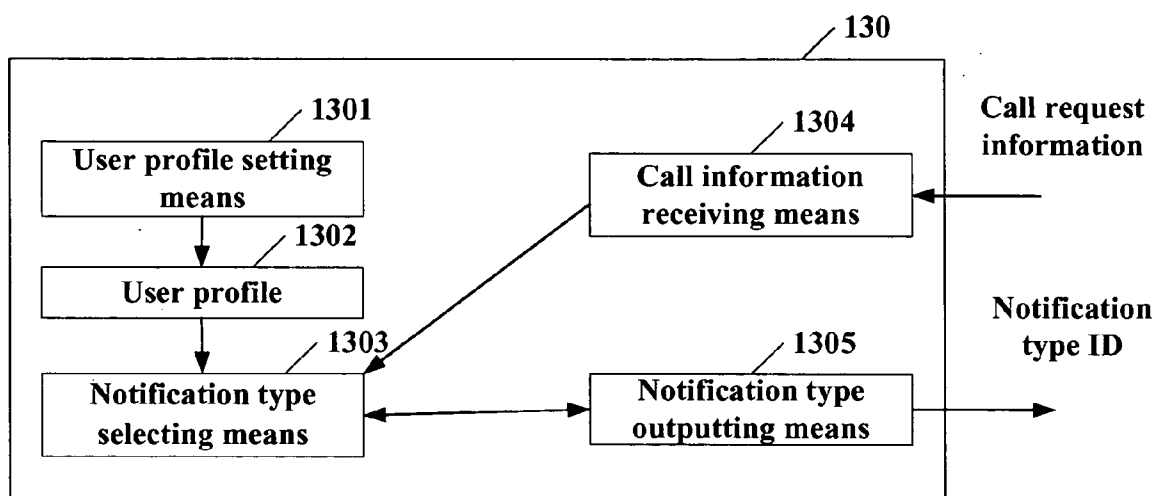 130
1301
User profile setting
means
1302
User profile
1303
Notification type
selecting means
1304
Call information
receiving means
1305
Notification type
outputting means
Call request
information
Notification
type ID